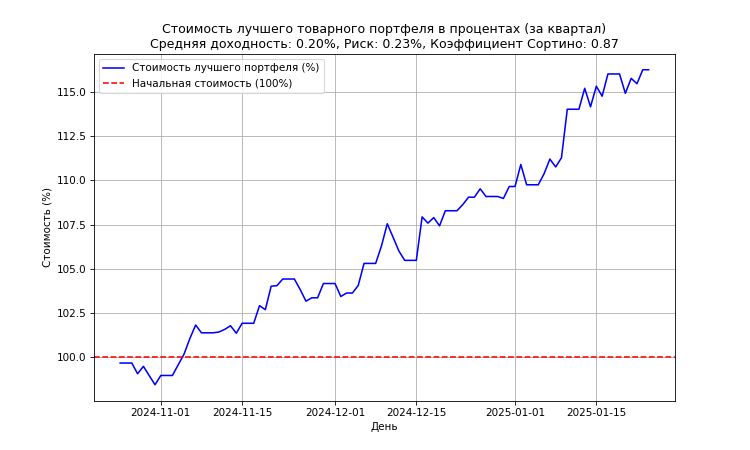 Стоимость лучшего товарного портфеля в процентах (за квартал)
Средняя доходность: 0.20%, Риск: 0.23%, Коэффициент Сортино: 0.87
Стоимость лучшего портфеля (%)
Начальная стоимость (100%)
Стоимость (%)
115.0
112.5
110.0
107.5
105.0
102.5
100.0
2024-11-01 2024-11-15 2024-12-01 2024-12-15 2025-01-01 2025-01-15
День